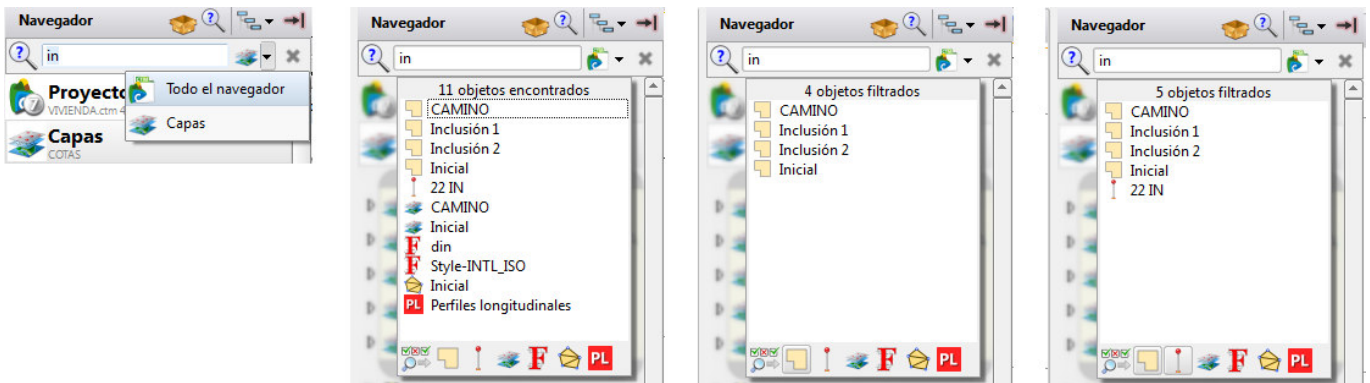 Navegador
in
Todo el navegador
Proyecto
VIVIENDA.ctm 4
Capas
Capas
COTAS
Navegador
in
11 objetos encontrados
CAMINO
Inclusión 1
Inclusión 2
Inicial
22 IN
CAMINO
Inicial
F din
F Style-INTL_ISO
Inicial
PL Perfiles longitudinales
F PL
Navegador
in
4 objetos filtrados
CAMINO
Inclusión 1
Inclusión 2
Inicial
F PL
Navegador
in
5 objetos filtrados
CAMINO
Inclusión 1
Inclusión 2
Inicial
22 IN
F PL